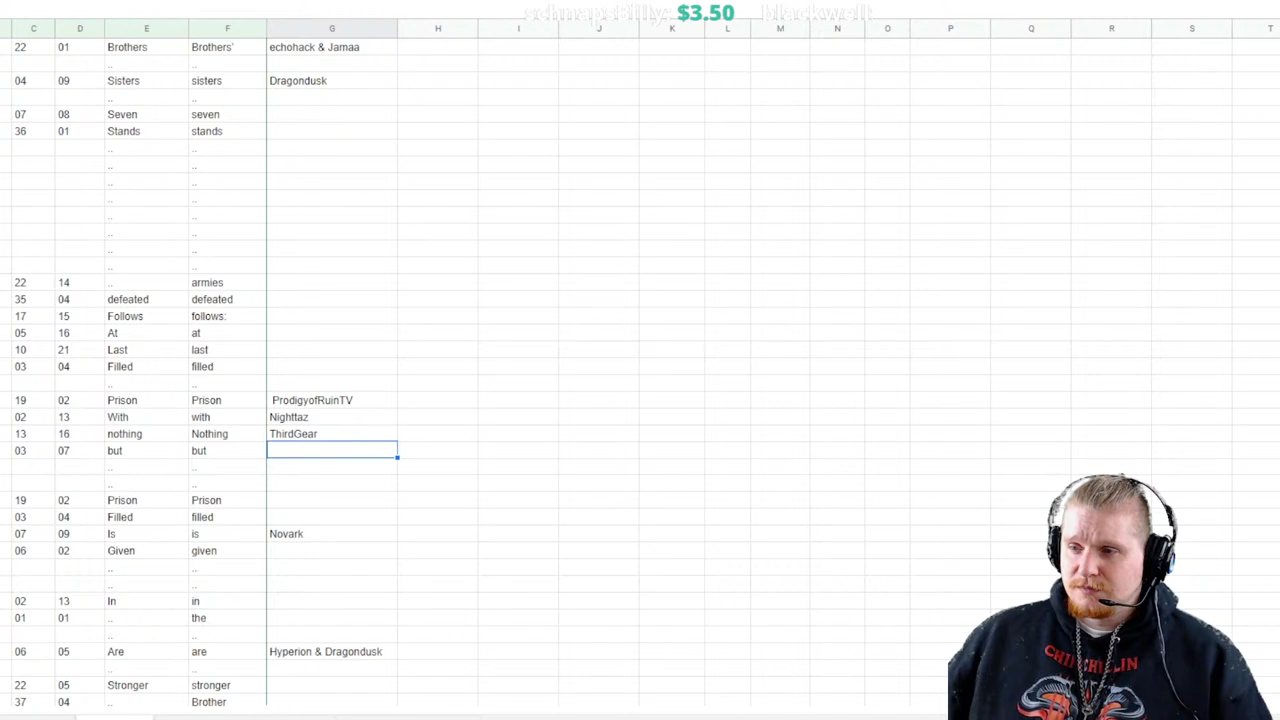 schnapsBilly: $3.50 blackwell
C D E F G H I J K L M N O P Q R S T
22 01 Brothers Brothers' echohack & Jamaa
.. ..
04 09 Sisters sisters Dragondusk
.. ..
07 08 Seven seven
36 01 Stands stands
.. ..
.. ..
.. ..
.. ..
.. ..
.. ..
.. ..
.. ..
22 14 .. armies
35 04 defeated defeated
17 15 Follows follows:
05 16 At at
10 21 Last last
03 04 Filled filled
.. ..
19 02 Prison Prison ProdigyofRuinTV
02 13 With with Nighttaz
13 16 nothing Nothing ThirdGear
03 07 but but
.. ..
.. ..
19 02 Prison Prison
03 04 Filled filled
07 09 Is is Novark
06 02 Given given
.. ..
.. ..
02 13 In in
01 01 .. the
.. ..
06 05 Are are Hyperion & Dragondusk
.. ..
22 05 Stronger stronger
37 04 .. Brother
CHIN CHILLIN